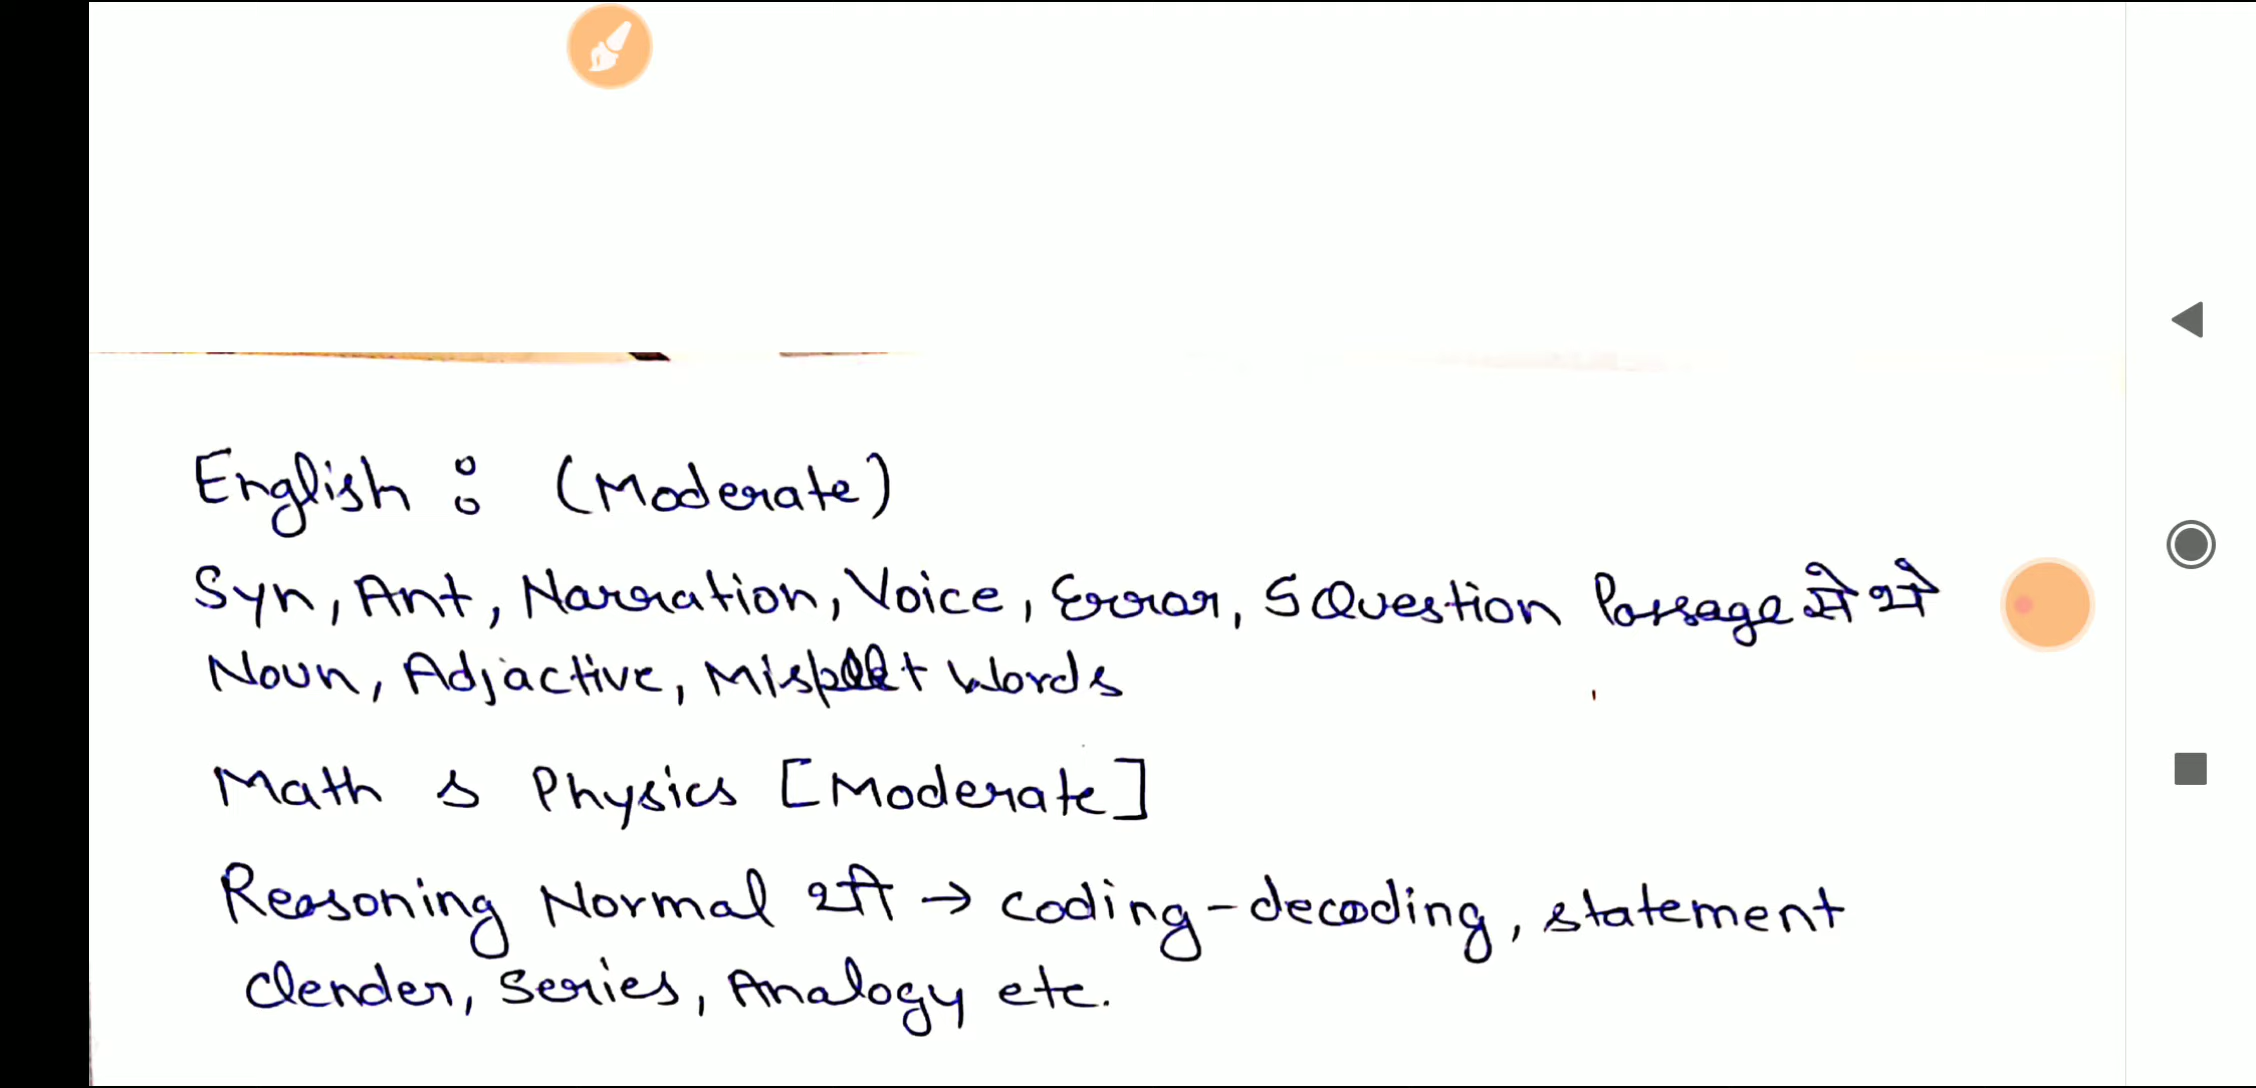 English : (Moderate)
Syn, Ant, Narration, Voice, Error, 5 Question Passage से थे
Noun, Adjactive, Misplet Words
Math & Physics [Moderate]
Reasoning Normal थी → coding-decoding, statement
clender, series, Analogy etc.